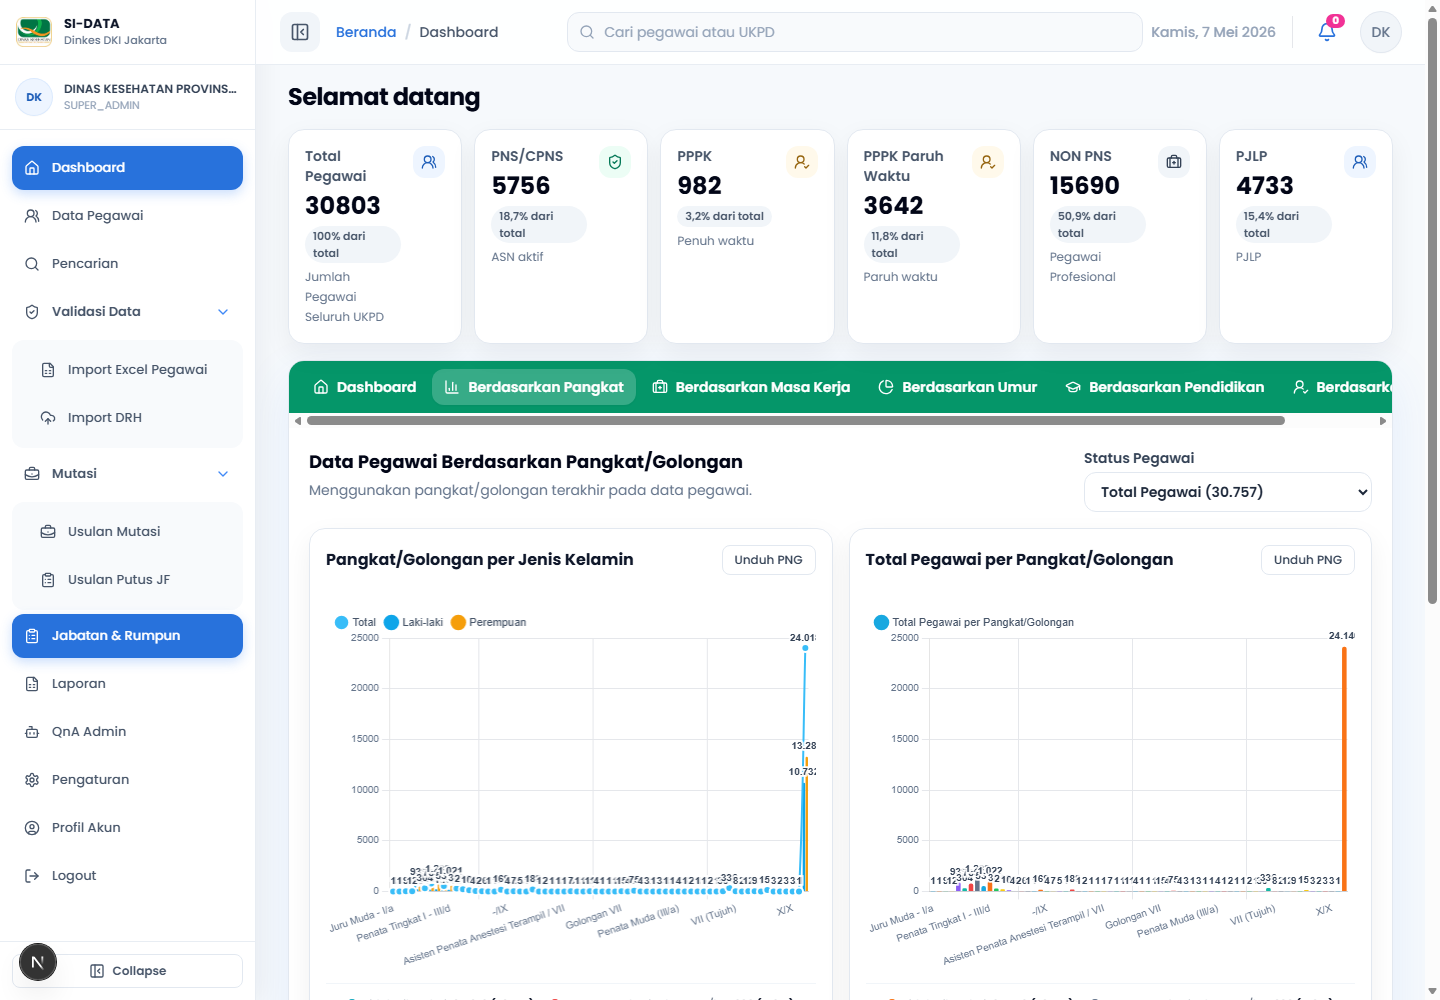 SI-DATA
Dinkes DKI Jakarta
DK
DINAS KESEHATAN PROVINS...
SUPER_ADMIN
Dashboard
Data Pegawai
Pencarian
Validasi Data
Import Excel Pegawai
Import DRH
Mutasi
Usulan Mutasi
Usulan Putus JF
Jabatan & Rumpun
Laporan
QnA Admin
Pengaturan
Profil Akun
Logout
N
Collapse
Beranda / Dashboard
Cari pegawai atau UKPD
Kamis, 7 Mei 2026
0
DK
Selamat datang
Total Pegawai
30803
100% dari total
Jumlah Pegawai Seluruh UKPD
PNS/CPNS
5756
18,7% dari total
ASN aktif
PPPK
982
3,2% dari total
Penuh waktu
PPPK Paruh Waktu
3642
11,8% dari total
Paruh waktu
NON PNS
15690
50,9% dari total
Pegawai Profesional
PJLP
4733
15,4% dari total
PJLP
Dashboard
Berdasarkan Pangkat
Berdasarkan Masa Kerja
Berdasarkan Umur
Berdasarkan Pendidikan
Data Pegawai Berdasarkan Pangkat/Golongan
Menggunakan pangkat/golongan terakhir pada data pegawai.
Status Pegawai
Total Pegawai (30.757)
Pangkat/Golongan per Jenis Kelamin
Unduh PNG
Total
Laki-laki
Perempuan
25000
20000
15000
10000
5000
0
Juru Muda - I/a
Penata Tingkat I - III/d
-/IX
Asisten Penata Anestesi Terampil / VII
Golongan VII
Penata Muda (III/a)
VII (Tujuh)
X/X
Total Pegawai per Pangkat/Golongan
Unduh PNG
Total Pegawai per Pangkat/Golongan
25000
20000
15000
10000
5000
0
Juru Muda - I/a
Penata Tingkat I - III/d
-/IX
Asisten Penata Anestesi Terampil / VII
Golongan VII
Penata Muda (III/a)
VII (Tujuh)
X/X